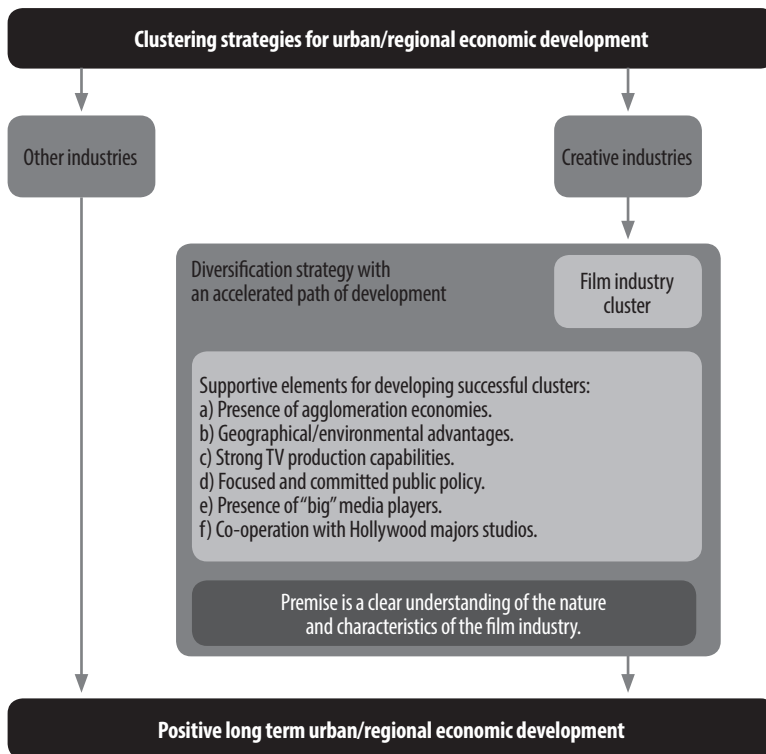 Clustering strategies for urban/regional economic development
Other industries
Creative industries
Diversification strategy with
an accelerated path of development
Film industry
cluster
Supportive elements for developing successful clusters:
a) Presence of agglomeration economies.
b) Geographical/environmental advantages.
c) Strong TV production capabilities.
d) Focused and committed public policy.
e) Presence of “big” media players.
f) Co-operation with Hollywood majors studios.
Premise is a clear understanding of the nature
and characteristics of the film industry.
Positive long term urban/regional economic development